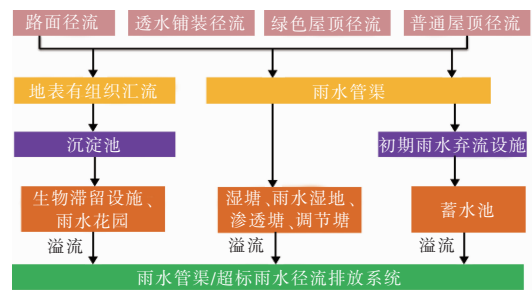 路面径流 透水铺装径流 绿色屋顶径流 普通屋顶径流
地表有组织汇流 雨水管渠
沉淀池 初期雨水弃流设施
生物滞留设施、
雨水花园
湿塘、雨水湿地、
渗透塘、调节塘
蓄水池
溢流 溢流 溢流
雨水管渠/超标雨水径流排放系统